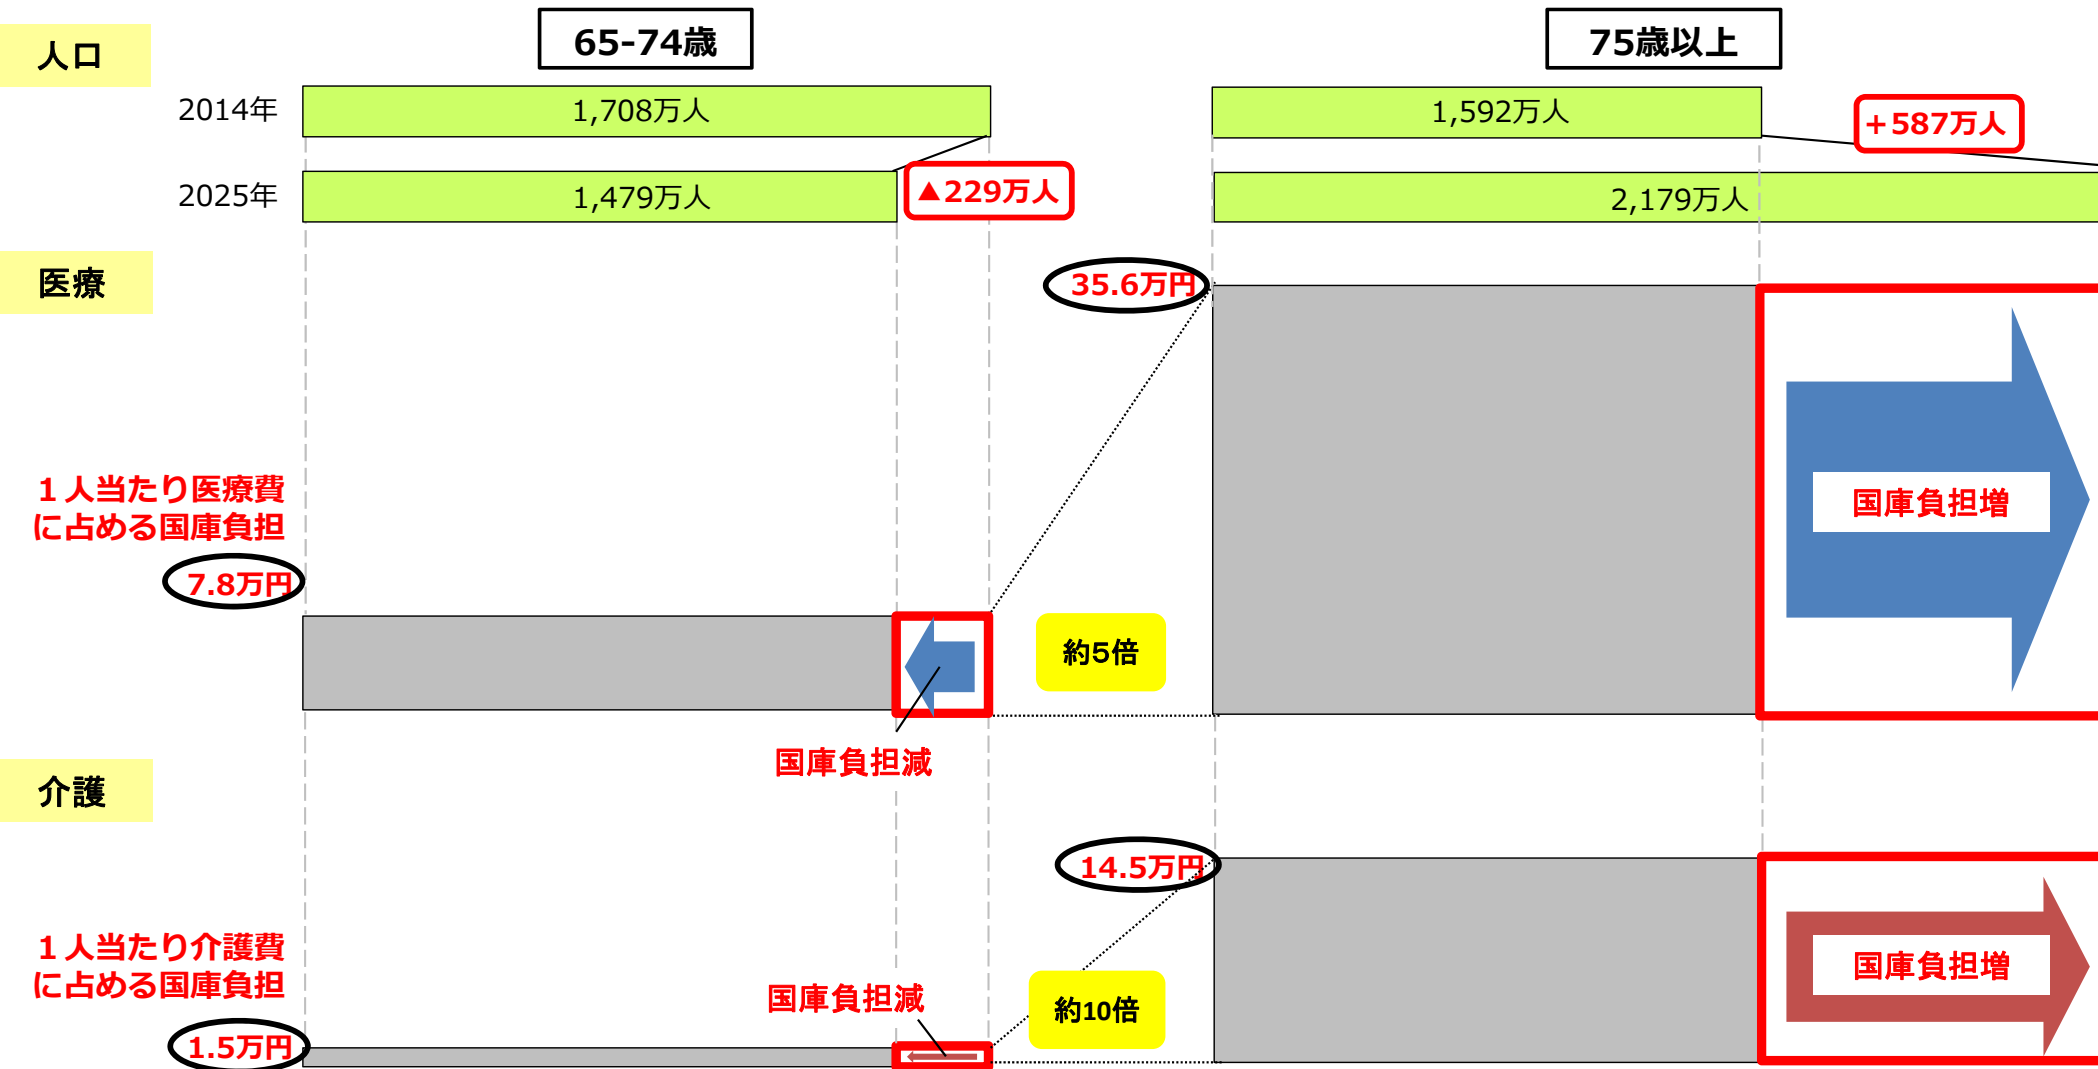 人口
65-74歳
75歳以上
2014年
1,708万人
1,592万人
+587万人
2025年
1,479万人
▲229万人
2,179万人
医療
35.6万円
1人当たり医療費
に占める国庫負担
7.8万円
国庫負担増
約5倍
国庫負担減
介護
14.5万円
1人当たり介護費
に占める国庫負担
1.5万円
国庫負担増
国庫負担減
約10倍